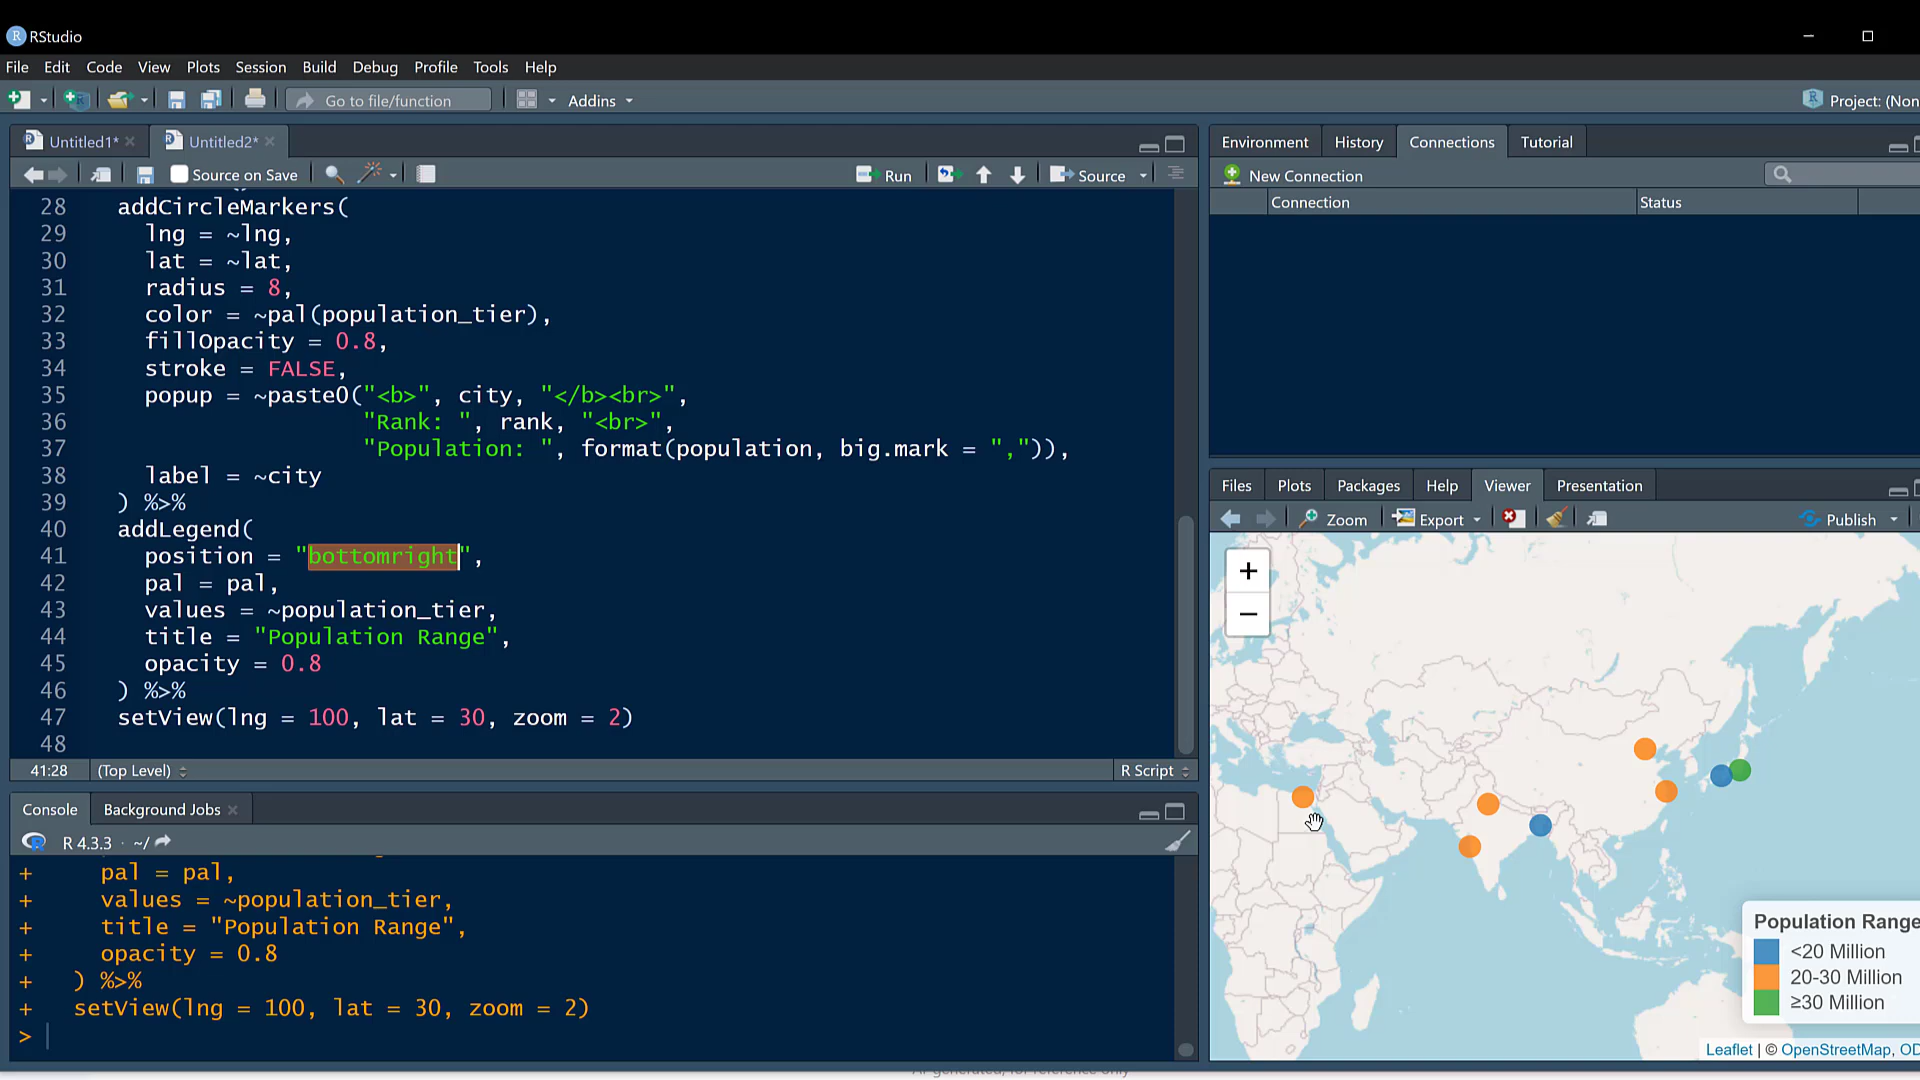 RStudio
File Edit Code View Plots Session Build Debug Profile Tools Help
Go to file/function Addins Project: (Non
Untitled1* Untitled2*
Source on Save Run Source
28 addCircleMarkers(
29 lng = ~lng,
30 lat = ~lat,
31 radius = 8,
32 color = ~pal(population_tier),
33 fillOpacity = 0.8,
34 stroke = FALSE,
35 popup = ~paste0("<b>", city, "</b><br>",
36 "Rank: ", rank, "<br>",
37 "Population: ", format(population, big.mark = ",")),
38 label = ~city
39 ) %>%
40 addLegend(
41 position = "bottomright",
42 pal = pal,
43 values = ~population_tier,
44 title = "Population Range",
45 opacity = 0.8
46 ) %>%
47 setView(lng = 100, lat = 30, zoom = 2)
48
41:28 (Top Level) R Script
Console Background Jobs
R 4.3.3 · ~/
+ pal = pal,
+ values = ~population_tier,
+ title = "Population Range",
+ opacity = 0.8
+ ) %>%
+ setView(lng = 100, lat = 30, zoom = 2)
>
Environment History Connections Tutorial
New Connection
Connection Status
Files Plots Packages Help Viewer Presentation
Zoom Export Publish
+
−
Population Range
<20 Million
20-30 Million
≥30 Million
Leaflet | © OpenStreetMap, OD